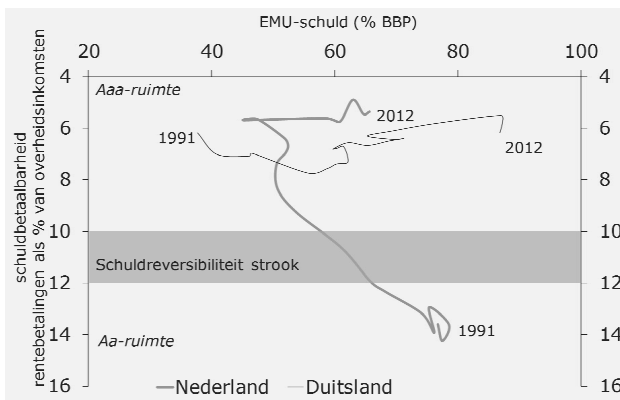 EMU-schuld (% BBP)
20 40 60 80 100
4 4
Aaa-ruimte
2012
6 1991 6
2012
8 8
schuldbetaalbarheid
rentebetalingen als % van overheidsinkomsten
10 10
Schuldreversibiliteit strook
12 12
1991
14 14
Aa-ruimte
16 16
Nederland Duitsland